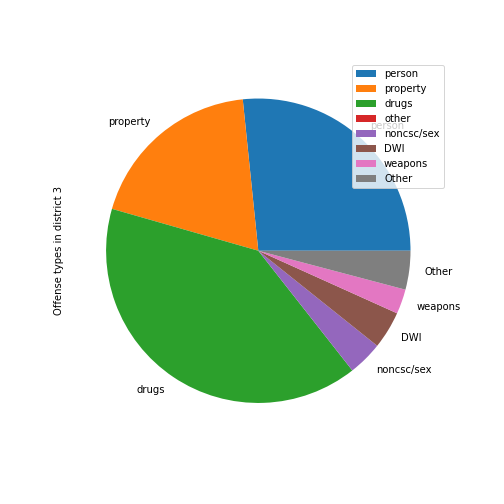 person
property
drugs
other
noncsc/sex
DWI
weapons
Other
person
property
drugs
noncsc/sex
DWI
weapons
Other
Offense types in district 3